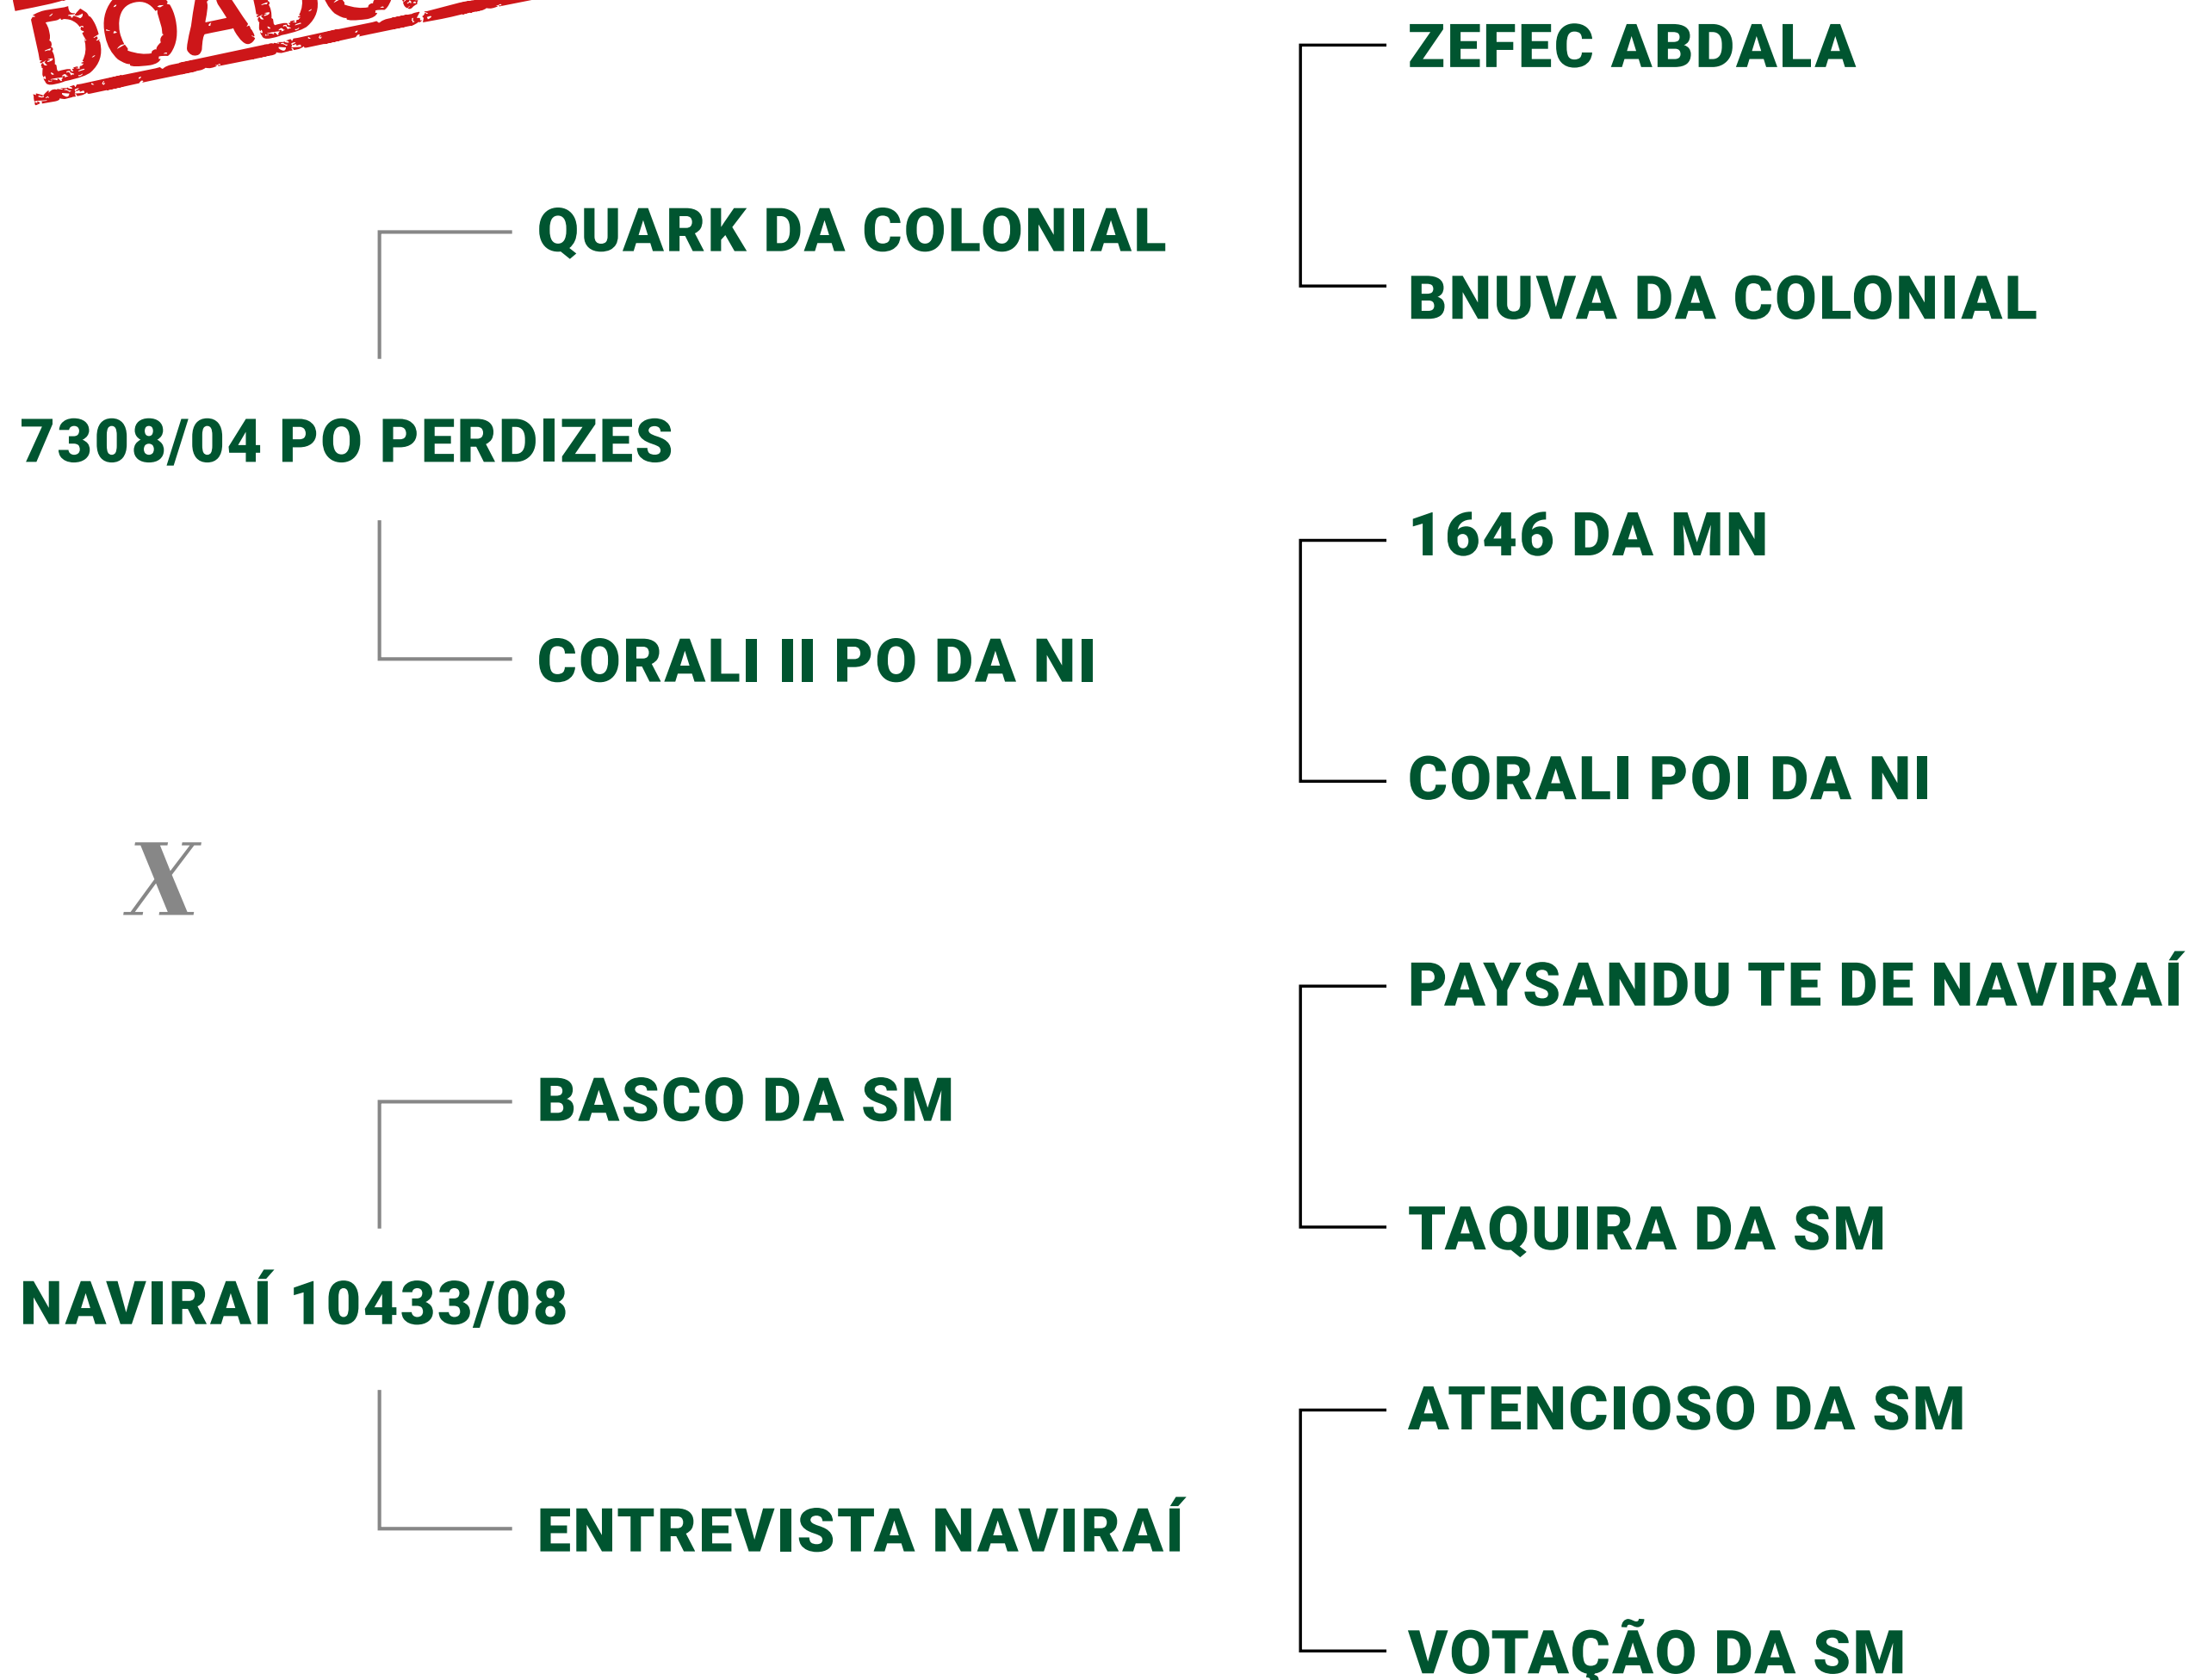 ZEFEC ABDALA
QUARK DA COLONIAL
BNUVA DA COLONIAL
7308/04 PO PERDIZES
1646 DA MN
CORALI II PO DA NI
CORALI POI DA NI
X
PAYSANDU TE DE NAVIRAÍ
BASCO DA SM
TAQUIRA DA SM
NAVIRAÍ 10433/08
ATENCIOSO DA SM
ENTREVISTA NAVIRAÍ
VOTAÇÃO DA SM